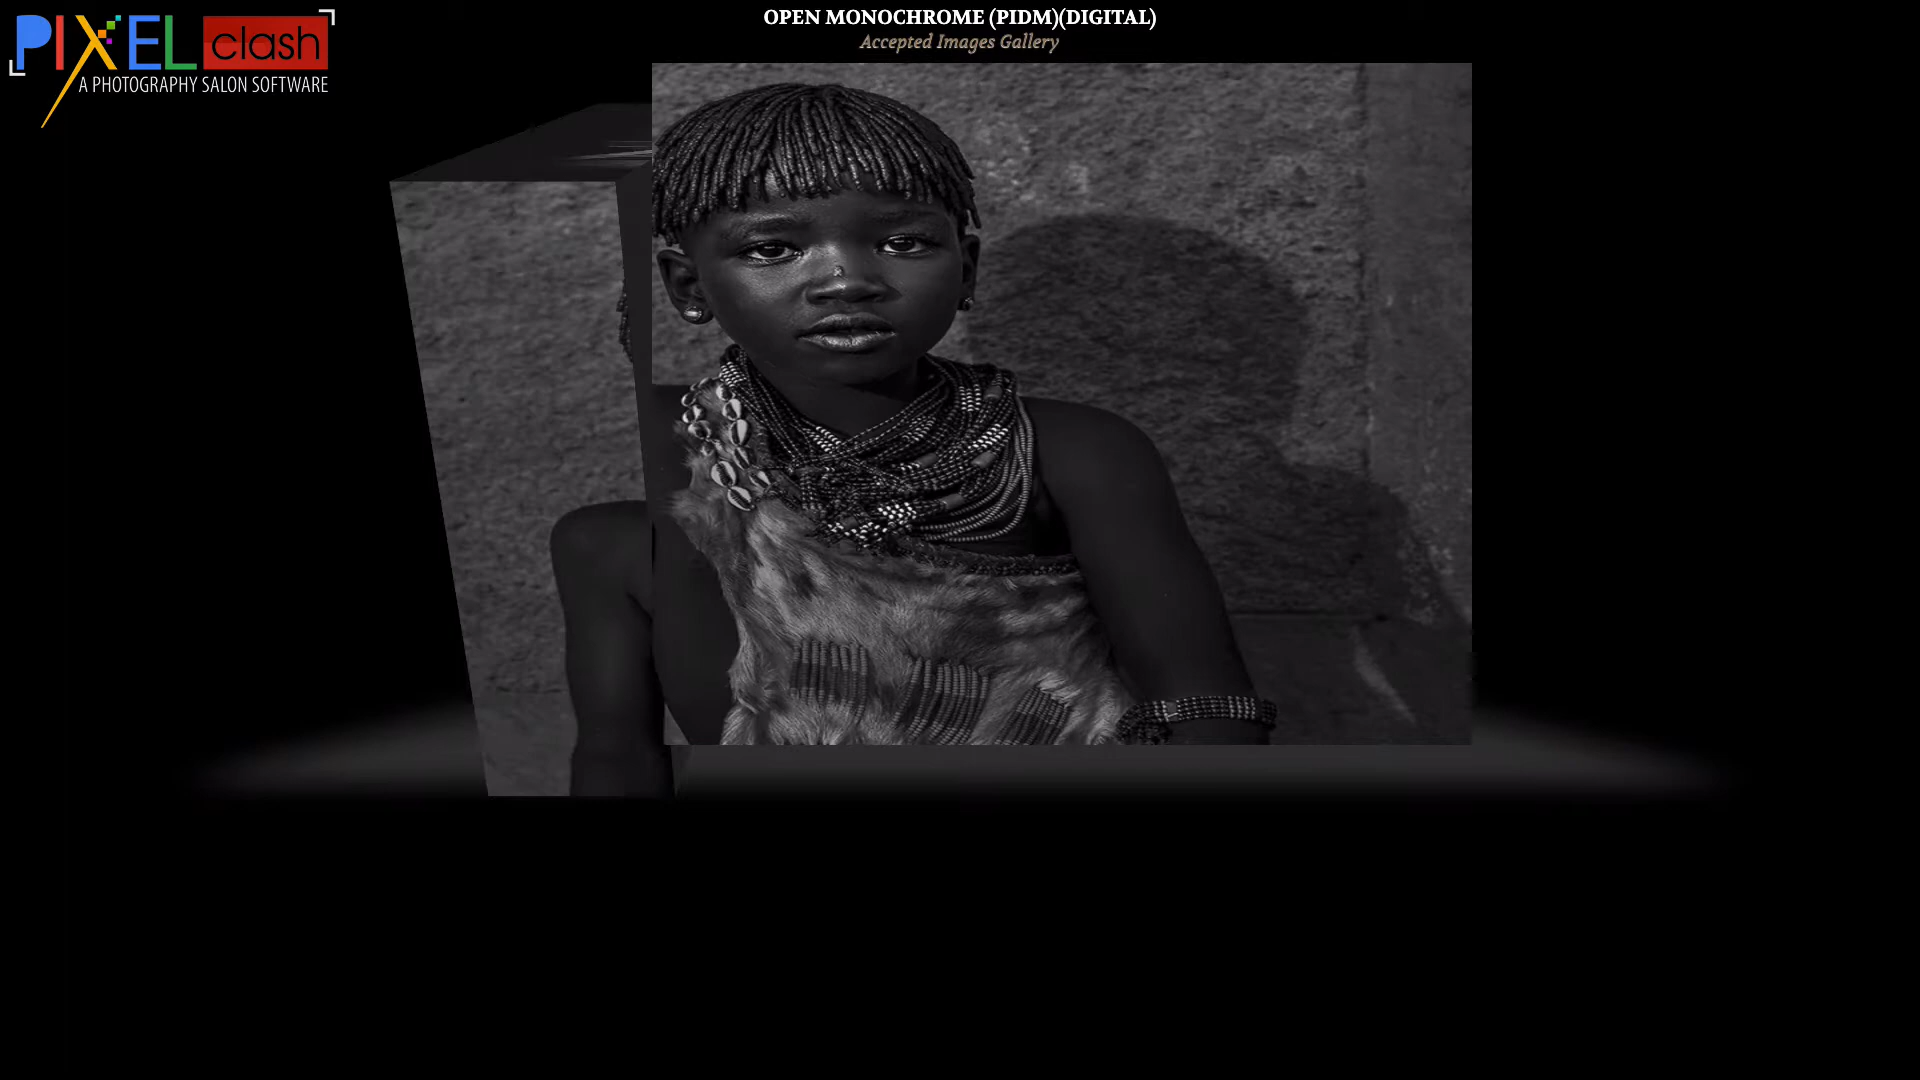 PIXEL clash
A PHOTOGRAPHY SALON SOFTWARE
OPEN MONOCHROME (PIDM)(DIGITAL)
Accepted Images Gallery